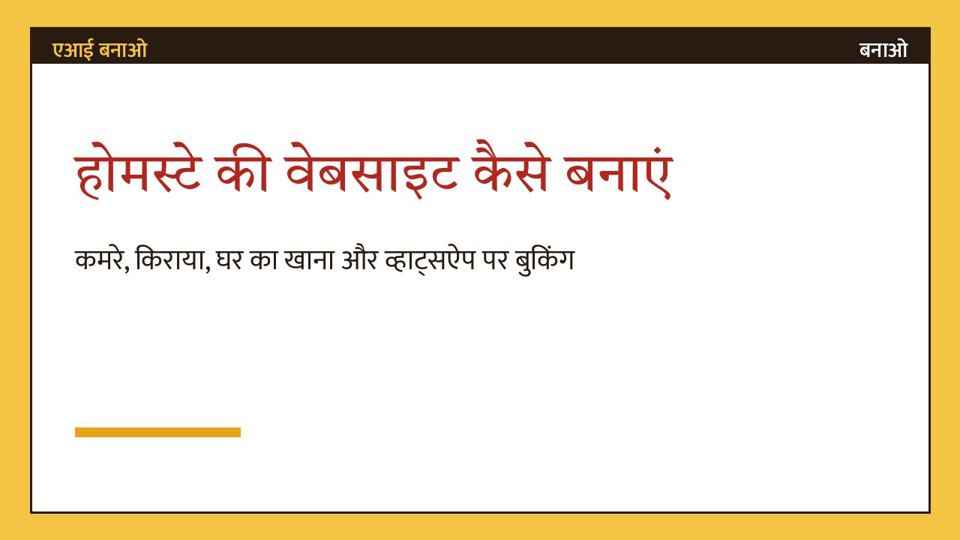 एआई बनाओ
बनाओ
होमस्टे की वेबसाइट कैसे बनाएं
कमरे, किराया, घर का खाना और व्हाट्सऐप पर बुकिंग